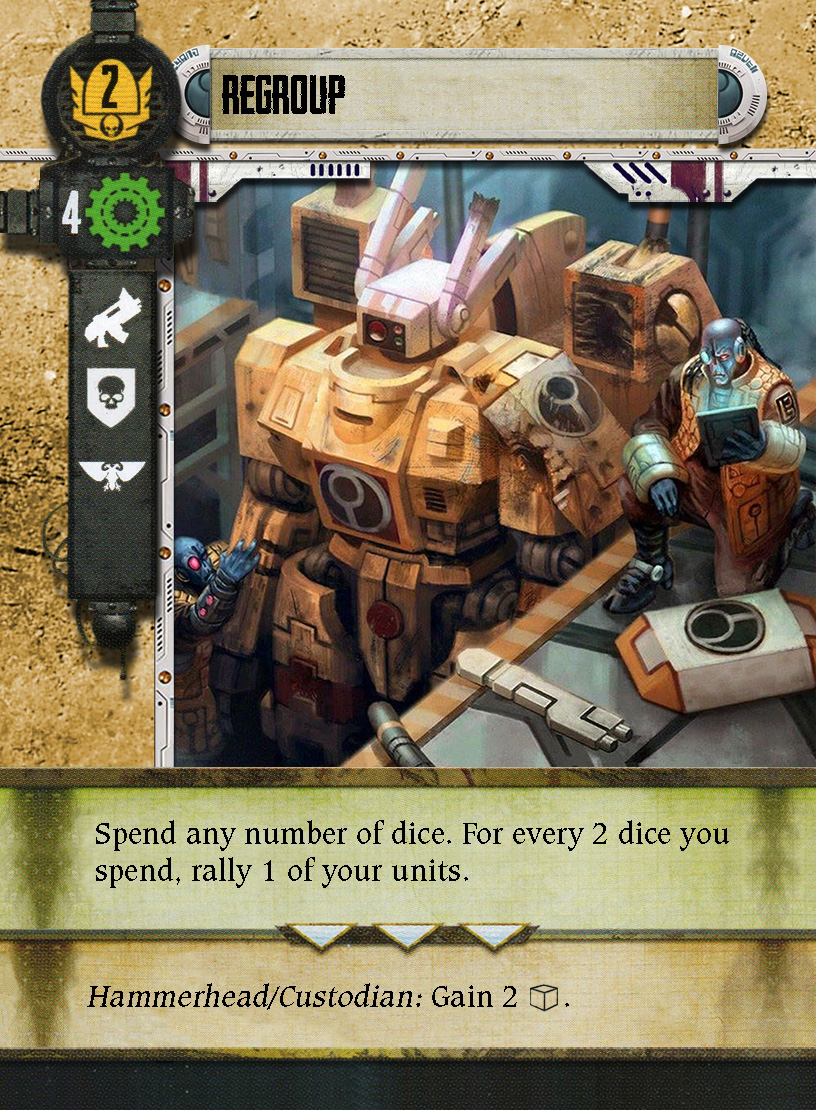 2
REGROUP
4
Spend any number of dice. For every 2 dice you
spend, rally 1 of your units.
Hammerhead/Custodian: Gain 2 .